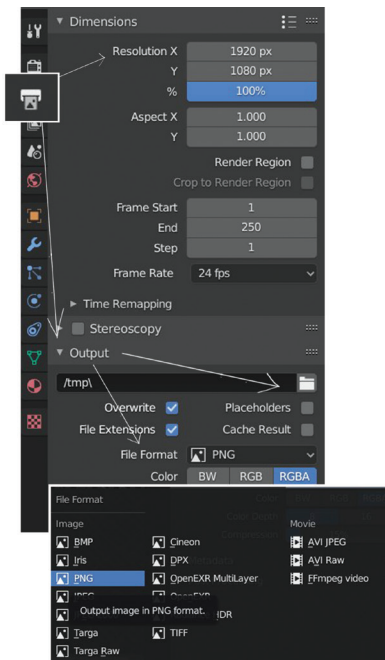 Dimensions
Resolution X 1920 px
Y 1080 px
% 100%
Aspect X 1.000
Y 1.000
Render Region
Crop to Render Region
Frame Start 1
End 250
Step 1
Frame Rate 24 fps
Time Remapping
Stereoscopy
Output
/tmp\
Overwrite Placeholders
File Extensions Cache Result
File Format PNG
Color BW RGB RGBA
File Format
Image Movie
BMP Cineon AVI JPEG
Iris DPX AVI Raw
PNG OpenEXR MultiLayer FFmpeg video
JPEG OpenEXR
Output image in PNG format. HDR
Targa TIFF
Targa Raw